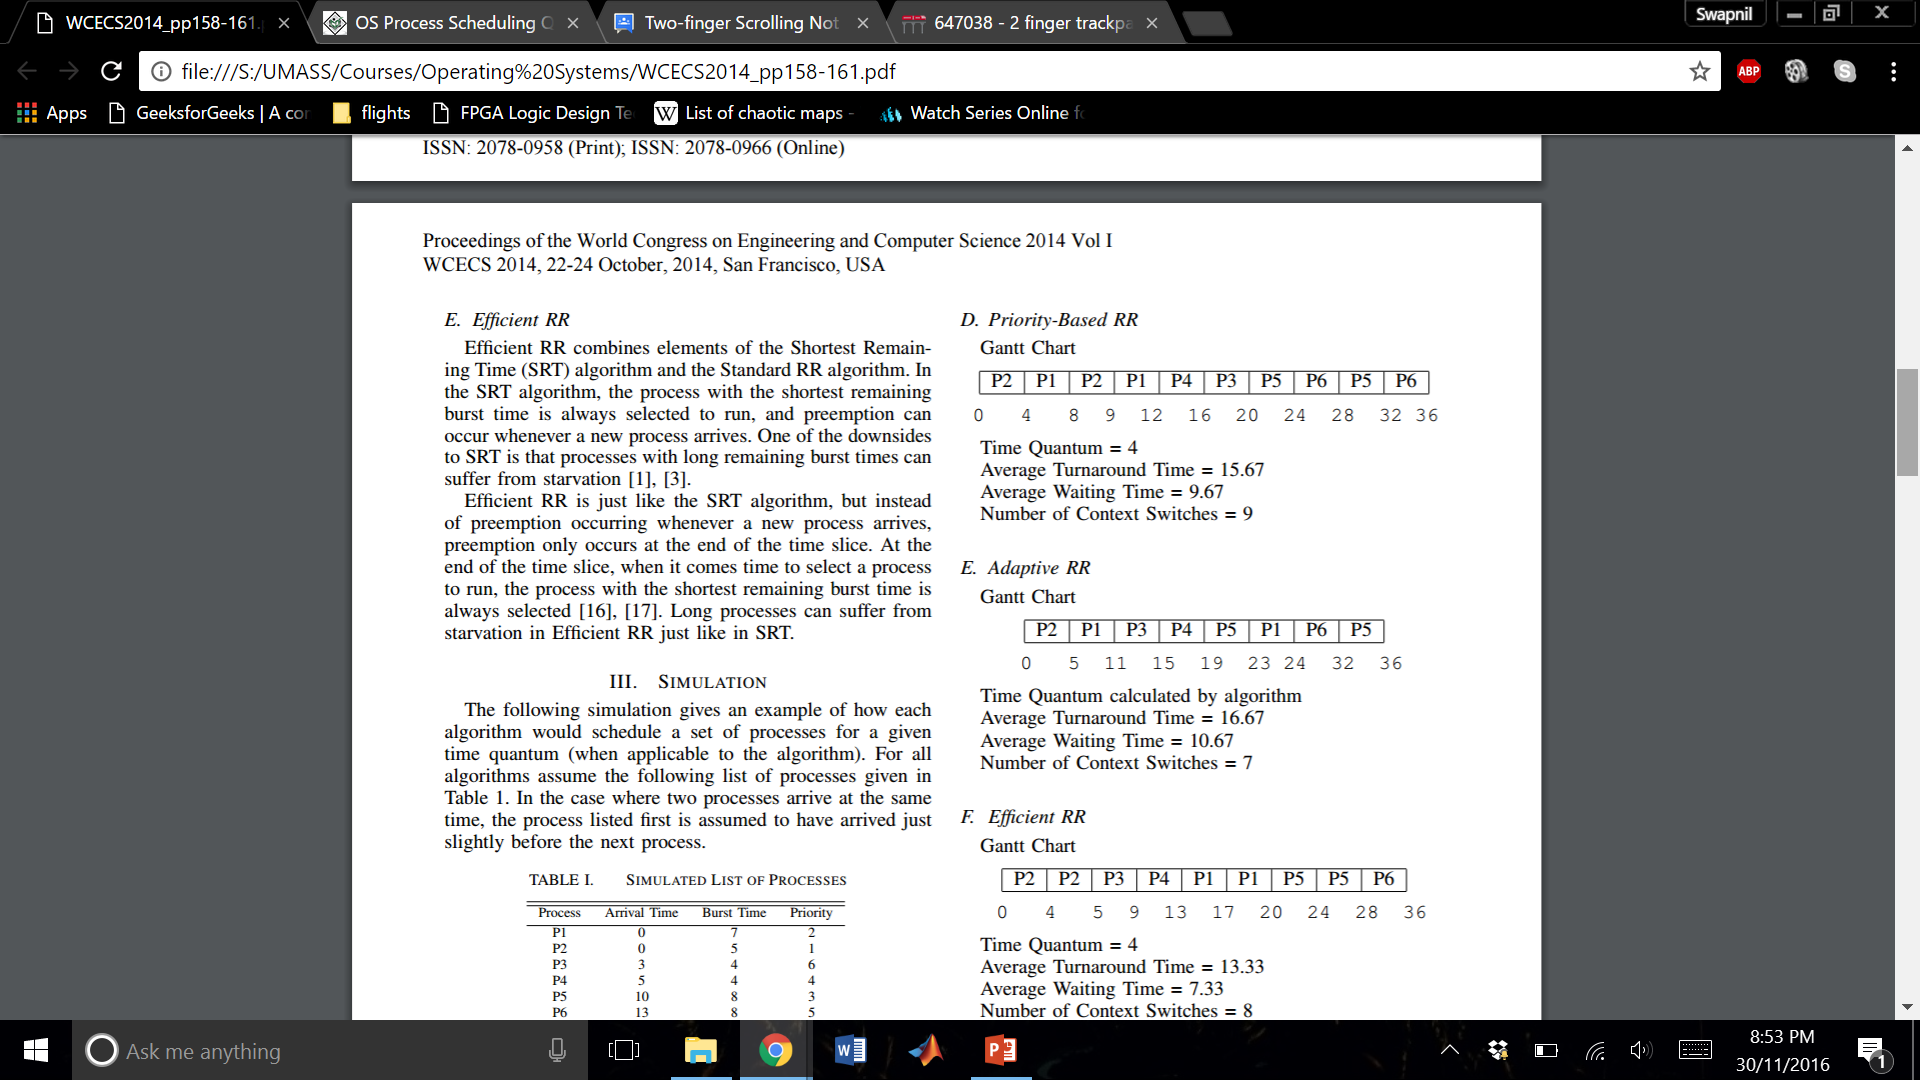 WCECS2014_pp158-161.
OS Process Scheduling Q
Two-finger Scrolling Not
647038 - 2 finger trackpa
Swapnil
file:///S:/UMASS/Courses/Operating%20Systems/WCECS2014_pp158-161.pdf
ABP
Apps
GeeksforGeeks | A co
flights
FPGA Logic Design Te
W List of chaotic maps -
Watch Series Online f
ISSN: 2078-0958 (Print); ISSN: 2078-0966 (Online)
Proceedings of the World Congress on Engineering and Computer Science 2014 Vol I
WCECS 2014, 22-24 October, 2014, San Francisco, USA
E. Efficient RR
Efficient RR combines elements of the Shortest Remain-
ing Time (SRT) algorithm and the Standard RR algorithm. In
the SRT algorithm, the process with the shortest remaining
burst time is always selected to run, and preemption can
occur whenever a new process arrives. One of the downsides
to SRT is that processes with long remaining burst times can
suffer from starvation [1], [3].
Efficient RR is just like the SRT algorithm, but instead
of preemption occurring whenever a new process arrives,
preemption only occurs at the end of the time slice. At the
end of the time slice, when it comes time to select a process
to run, the process with the shortest remaining burst time is
always selected [16], [17]. Long processes can suffer from
starvation in Efficient RR just like in SRT.
III. SIMULATION
The following simulation gives an example of how each
algorithm would schedule a set of processes for a given
time quantum (when applicable to the algorithm). For all
algorithms assume the following list of processes given in
Table 1. In the case where two processes arrive at the same
time, the process listed first is assumed to have arrived just
slightly before the next process.
TABLE I. SIMULATED LIST OF PROCESSES
Process Arrival Time Burst Time Priority
P1 0 7 2
P2 0 5 1
P3 3 4 6
P4 5 4 4
P5 10 8 3
P6 13 8 5
D. Priority-Based RR
Gantt Chart
P2 P1 P2 P1 P4 P3 P5 P6 P5 P6
0 4 8 9 12 16 20 24 28 32 36
Time Quantum = 4
Average Turnaround Time = 15.67
Average Waiting Time = 9.67
Number of Context Switches = 9
E. Adaptive RR
Gantt Chart
P2 P1 P3 P4 P5 P1 P6 P5
0 5 11 15 19 23 24 32 36
Time Quantum calculated by algorithm
Average Turnaround Time = 16.67
Average Waiting Time = 10.67
Number of Context Switches = 7
F. Efficient RR
Gantt Chart
P2 P2 P3 P4 P1 P1 P5 P5 P6
0 4 5 9 13 17 20 24 28 36
Time Quantum = 4
Average Turnaround Time = 13.33
Average Waiting Time = 7.33
Number of Context Switches = 8
Ask me anything
8:53 PM
30/11/2016
1